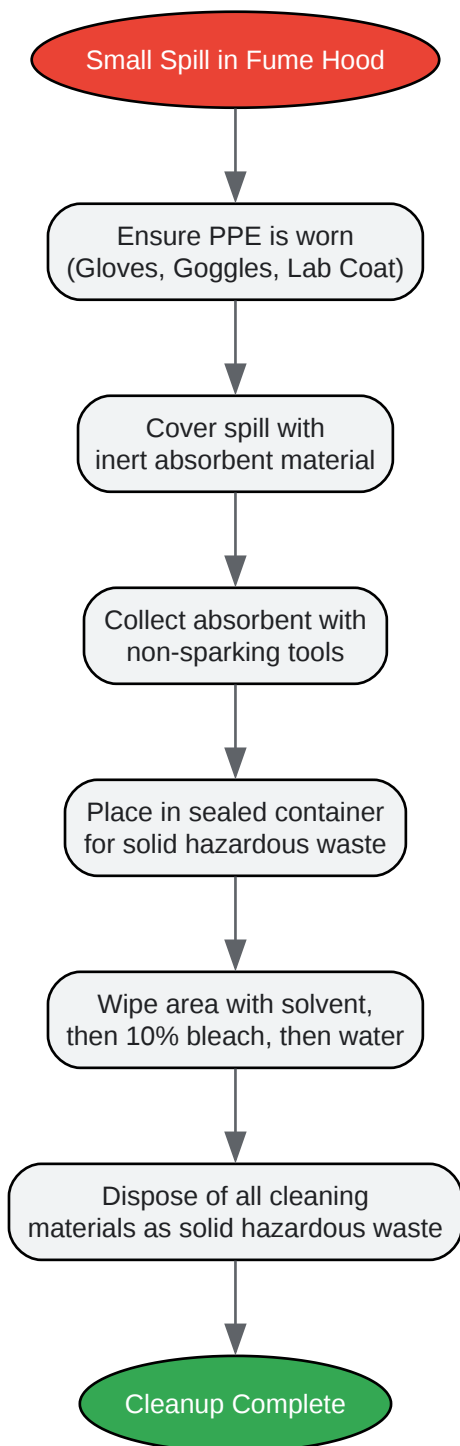 Small Spill in Fume Hood
Ensure PPE is worn
(Gloves, Goggles, Lab Coat)
Cover spill with
inert absorbent material
Collect absorbent with
non-sparking tools
Place in sealed container
for solid hazardous waste
Wipe area with solvent,
then 10% bleach, then water
Dispose of all cleaning
materials as solid hazardous waste
Cleanup Complete